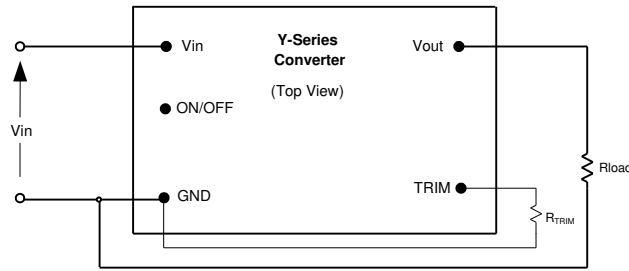 Y-Series
Converter
(Top View)
Vin
Vout
ON/OFF
Vin
Rload
GND
TRIM
RTRIM